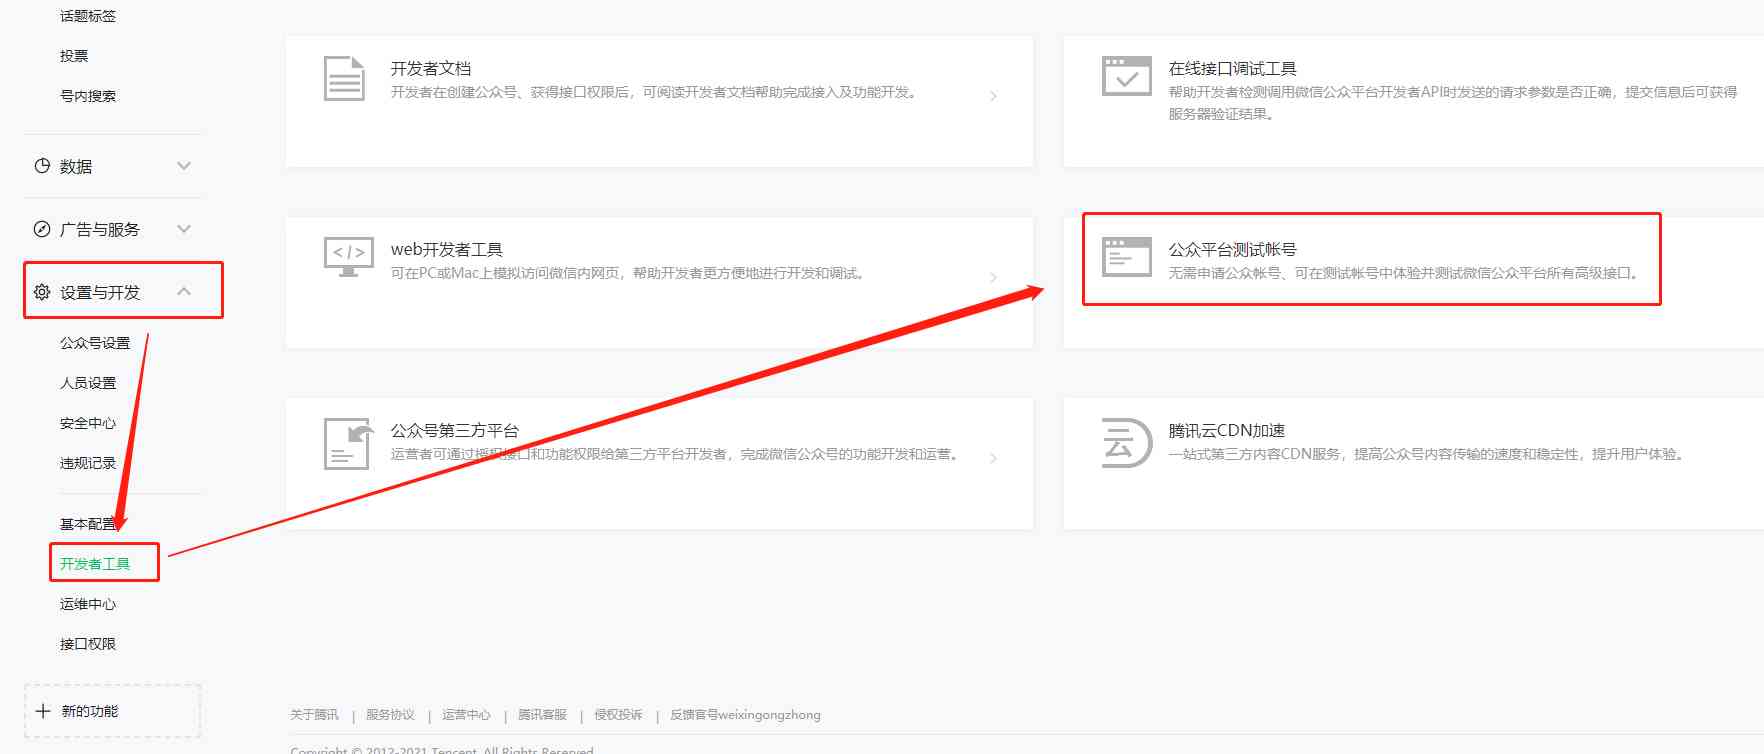 话题标签
投票
号内搜索
数据
广告与服务
设置与开发
公众号设置
人员设置
安全中心
违规记录
基本配置
开发者工具
运维中心
接口权限
新的功能
开发者文档
开发者在创建公众号、获得接口权限后，可阅读开发者文档帮助完成接入及功能开发。
在线接口调试工具
帮助开发者检测调用微信公众平台开发者API时发送的请求参数是否正确，提交信息后可获得
服务器验证结果。
</>
web开发者工具
可在PC或Mac上模拟访问微信内网页，帮助开发者更方便地进行开发和调试。
公众平台测试帐号
无需申请公众帐号、可在测试帐号中体验并测试微信公众平台所有高级接口。
公众号第三方平台
运营者可通过授权接口和功能权限给第三方平台开发者，完成微信公众号的功能开发和运营。
云
腾讯云CDN加速
一站式第三方内容CDN服务，提高公众号内容传输的速度和稳定性，提升用户体验。
关于腾讯 | 服务协议 | 运营中心 | 腾讯客服 | 侵权投诉 | 反馈官号weixingongzhong
Copyright © 2012-2021 Tencent. All Rights Reserved.